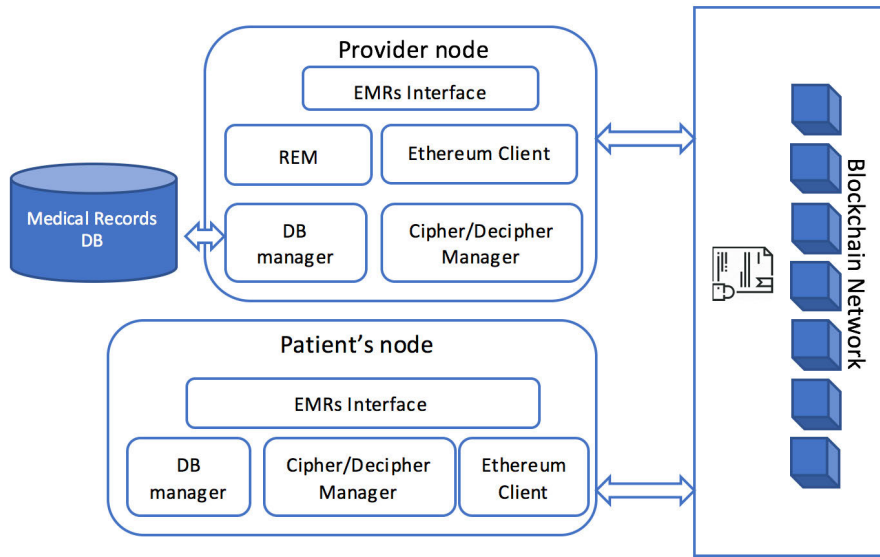 Provider node
EMRs Interface
REM
Ethereum Client
Medical Records
DB
DB
manager
Cipher/Decipher
Manager
Patient's node
EMRs Interface
DB
manager
Cipher/Decipher
Manager
Ethereum
Client
Blockchain Network